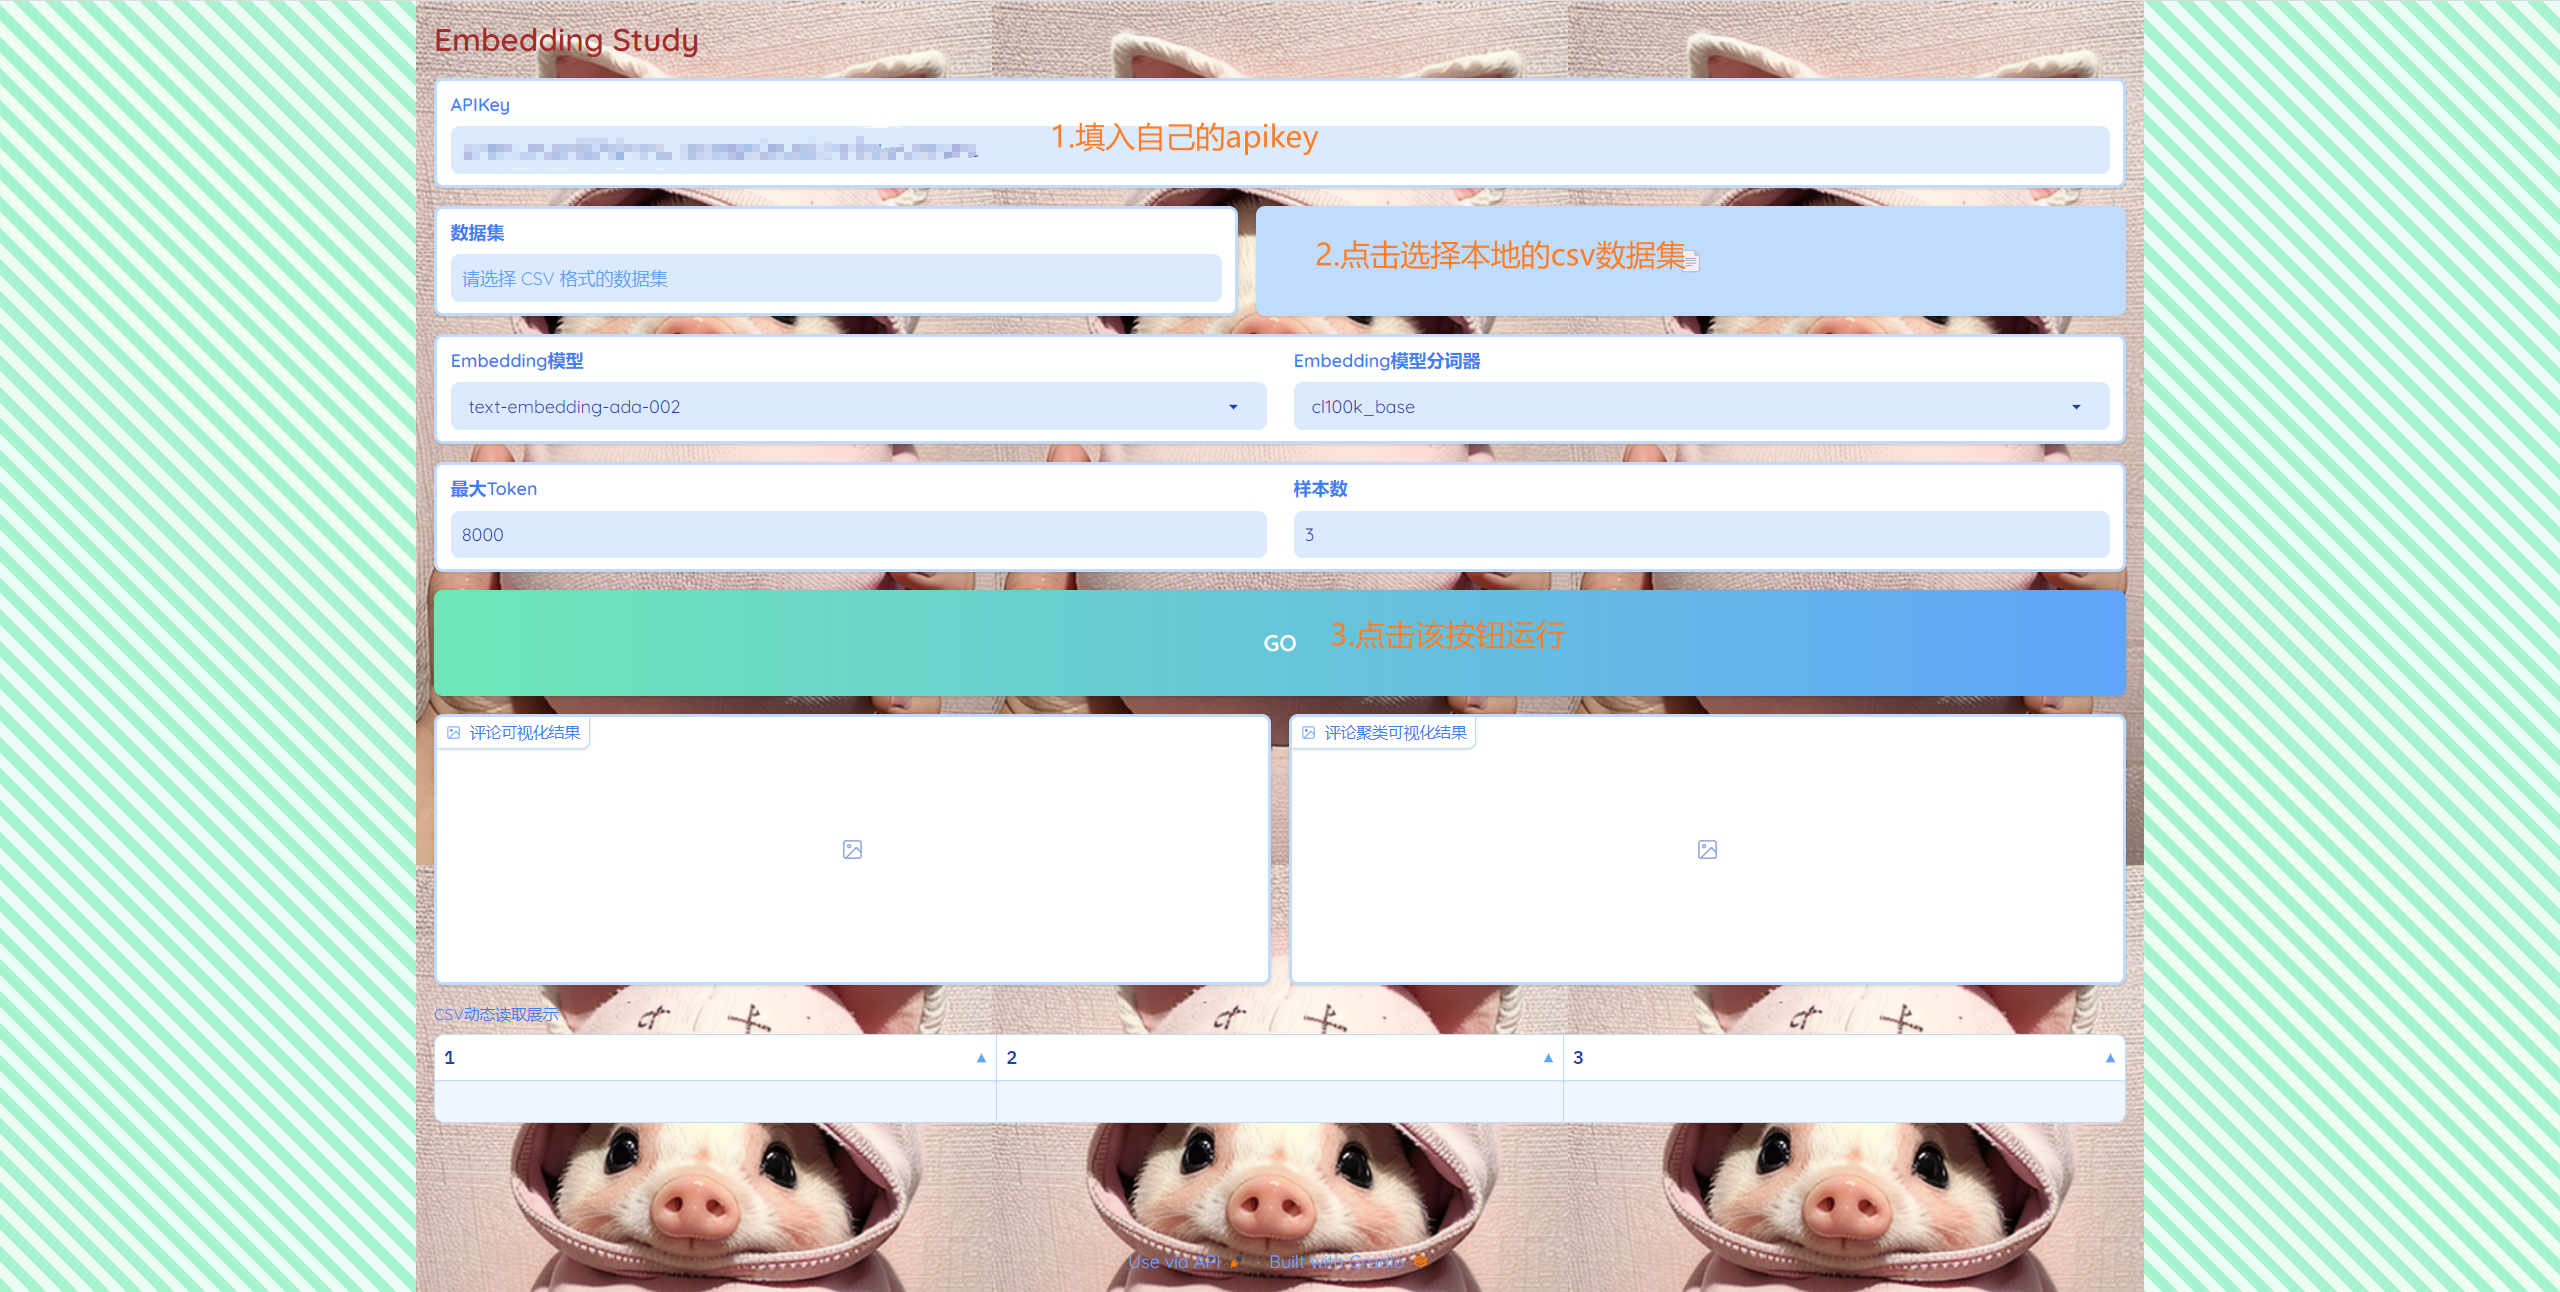 Embedding Study
APIKey
1.填入自己的apikey
数据集
请选择 CSV 格式的数据集
2.点击选择本地的csv数据集
Embedding模型
Embedding模型分词器
text-embedding-ada-002
cl100k_base
最大Token
样本数
8000
3
GO
3.点击该按钮运行
评论可视化结果
评论聚类可视化结果
CSV动态读取展示
1 ▲ 2 ▲ 3 ▲
Use via API · Built with Gradio